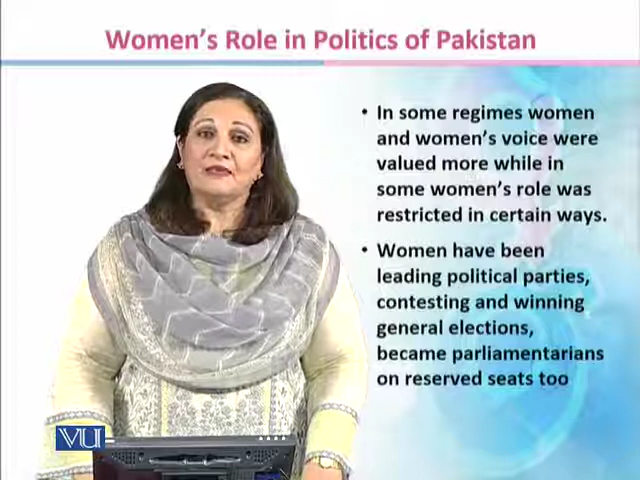 Women's Role in Politics of Pakistan
• In some regimes women
and women's voice were
valued more while in
some women's role was
restricted in certain ways.
• Women have been
leading political parties,
contesting and winning
general elections,
became parliamentarians
on reserved seats too
VU